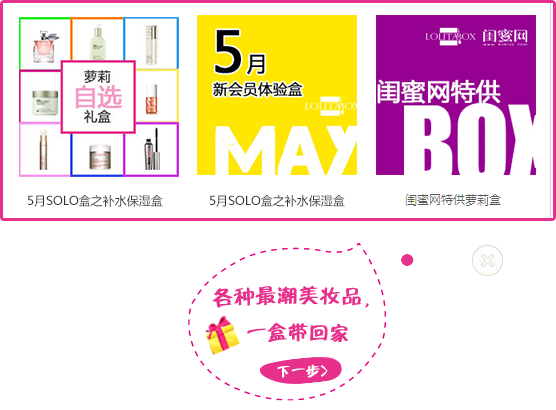 萝莉
自选
礼盒
5月
新会员体验盒
LOLITABOX
MAY
LOLITABOX 闺蜜网
闺蜜网特供
BOX
5月SOLO盒之补水保湿盒
5月SOLO盒之补水保湿盒
闺蜜网特供萝莉盒
各种最潮美妆品,
一盒带回家
下一步>